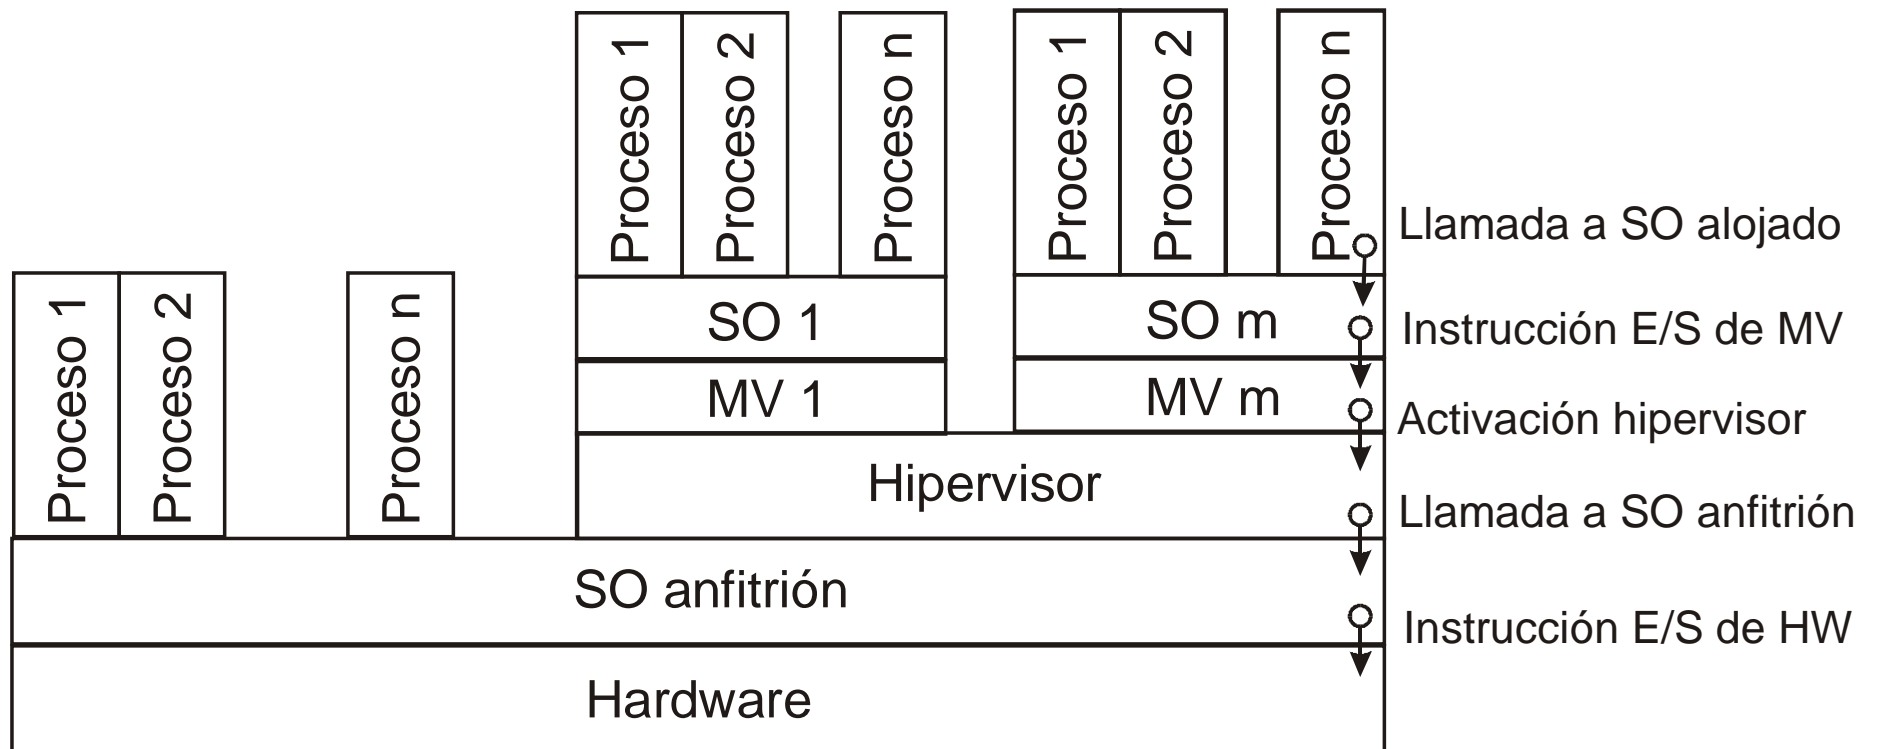 Proceso 1
Proceso 2
Proceso n
Proceso 1
Proceso 2
Proceso n
Llamada a SO alojado
Proceso 1
Proceso 2
Proceso n
SO 1
SO m
Instrucción E/S de MV
MV 1
MV m
Activación hipervisor
Hipervisor
Llamada a SO anfitrión
SO anfitrión
Instrucción E/S de HW
Hardware